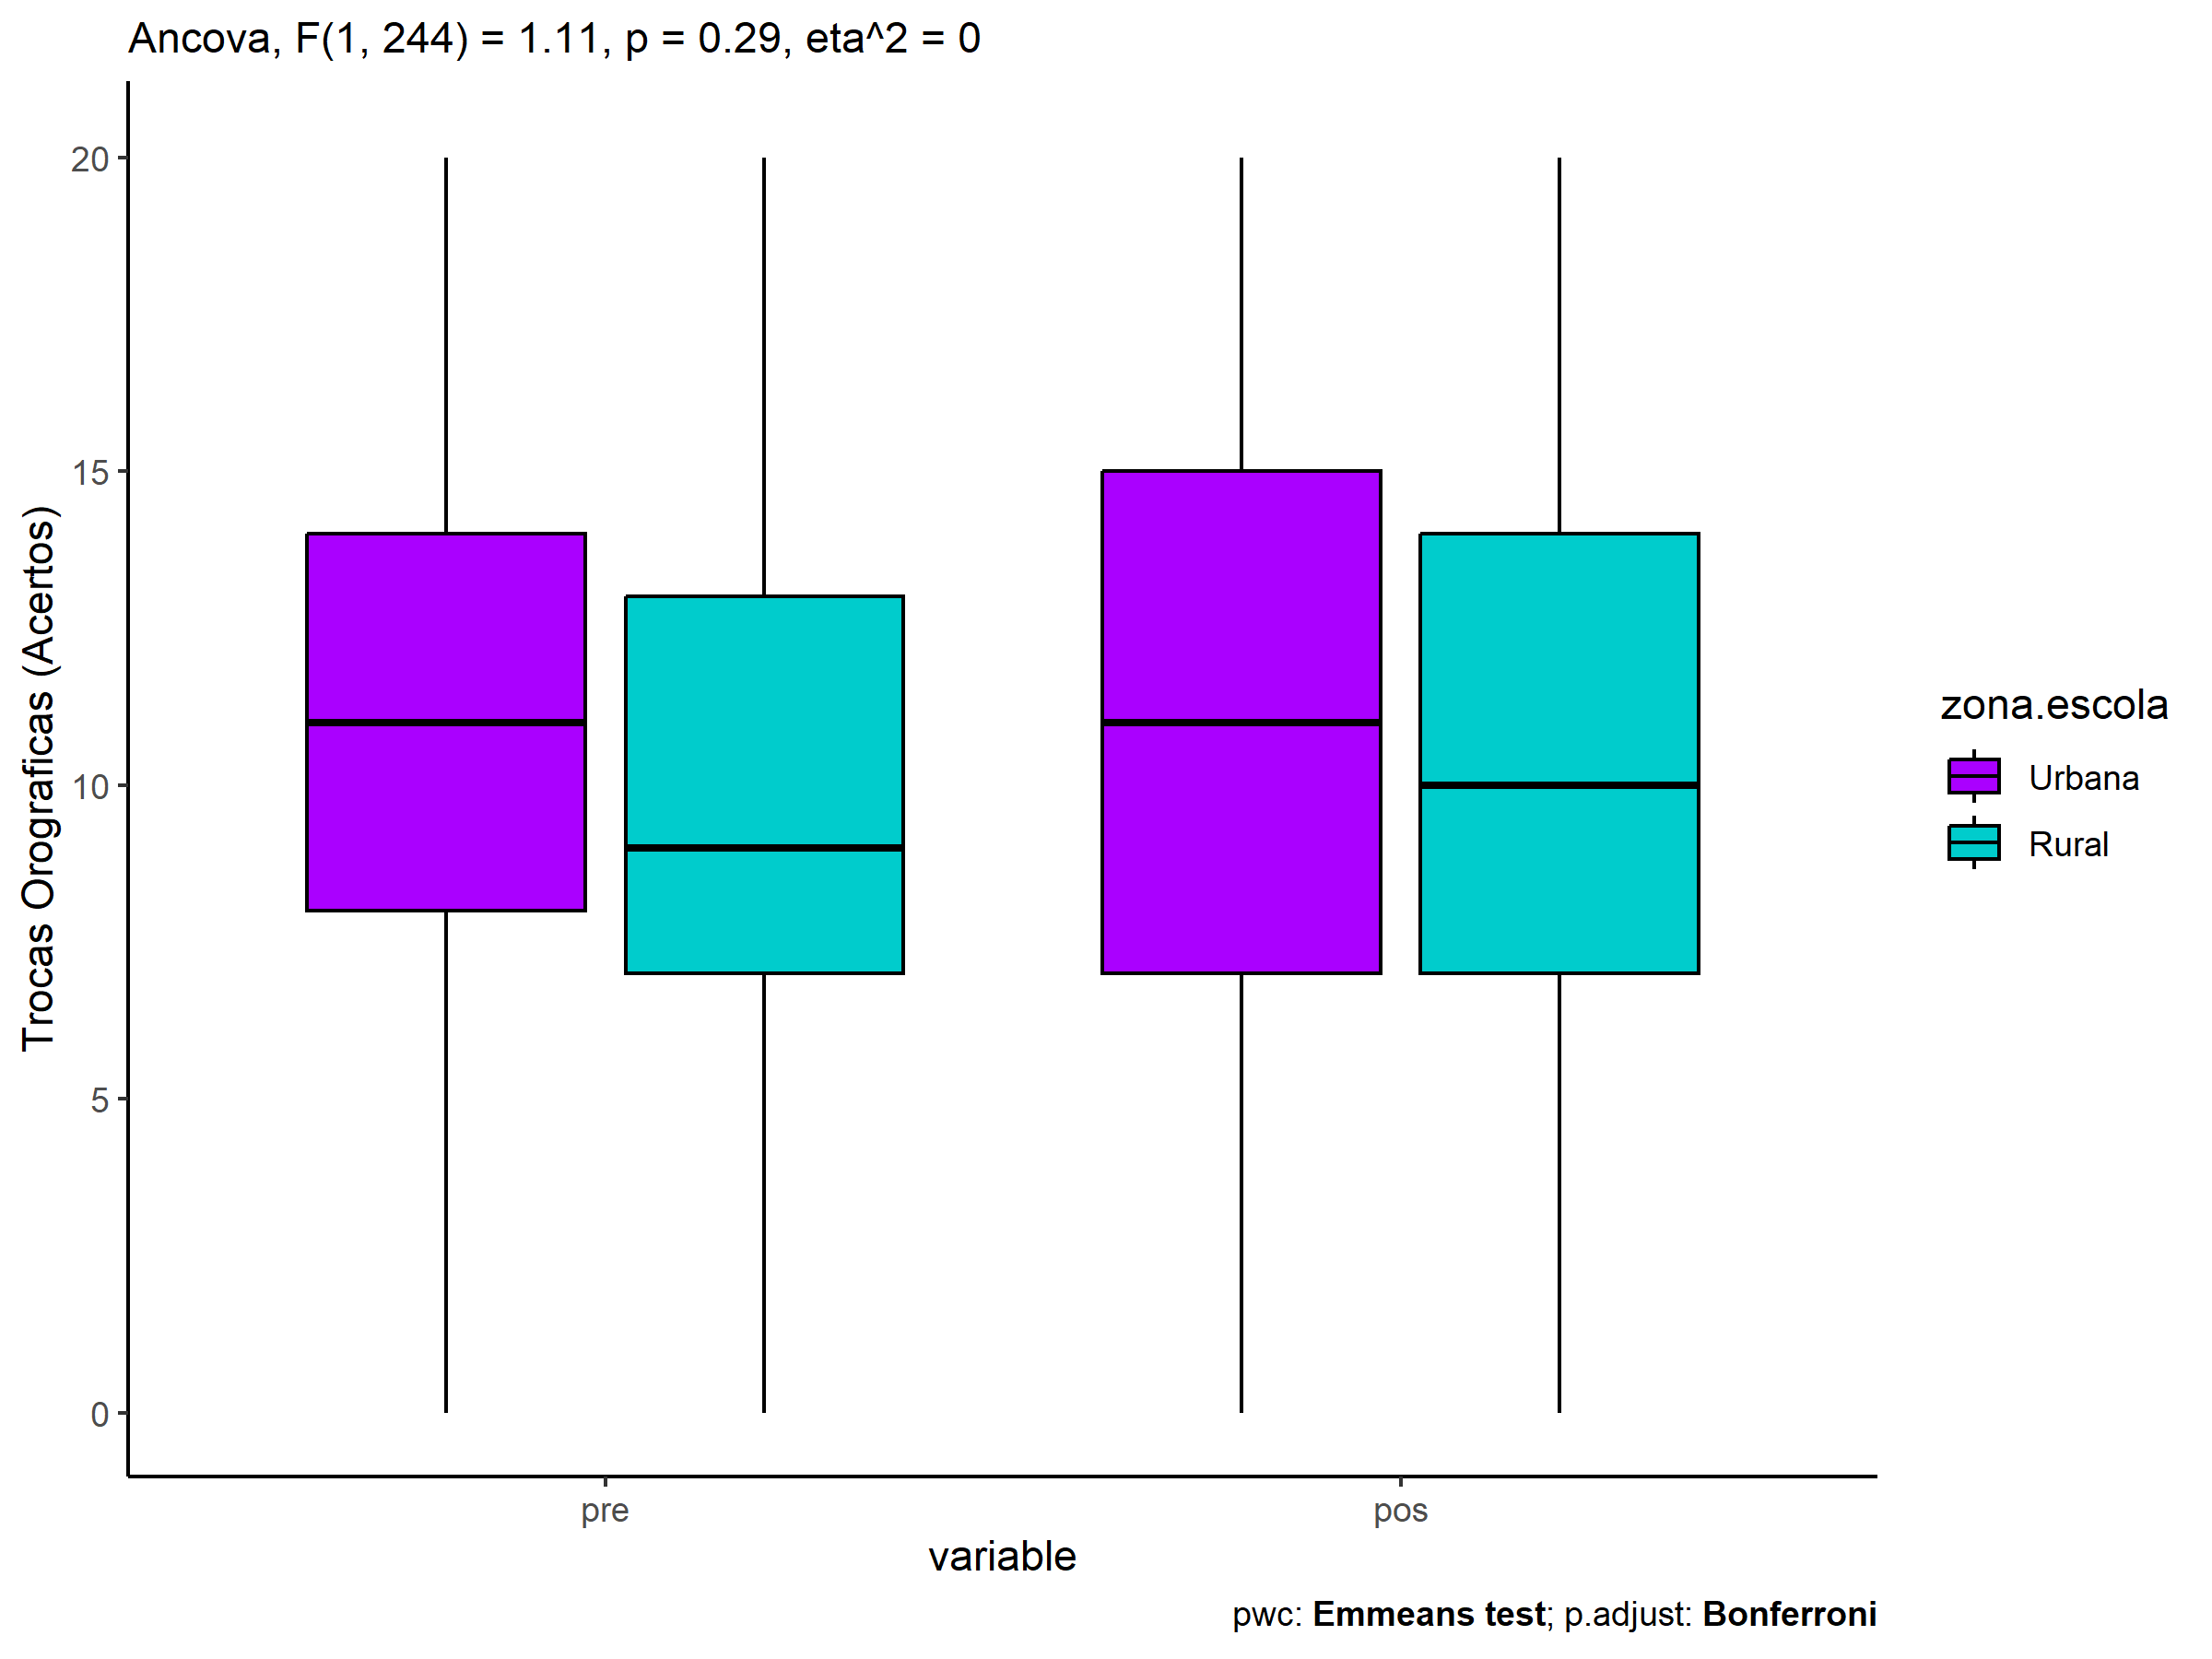 Ancova, F(1, 244) = 1.11, p = 0.29, eta^2 = 0
Trocas Orograficas (Acertos)
20
15
10
5
0
pre
pos
variable
zona.escola
Urbana
Rural
pwc: Emmeans test; p.adjust: Bonferroni